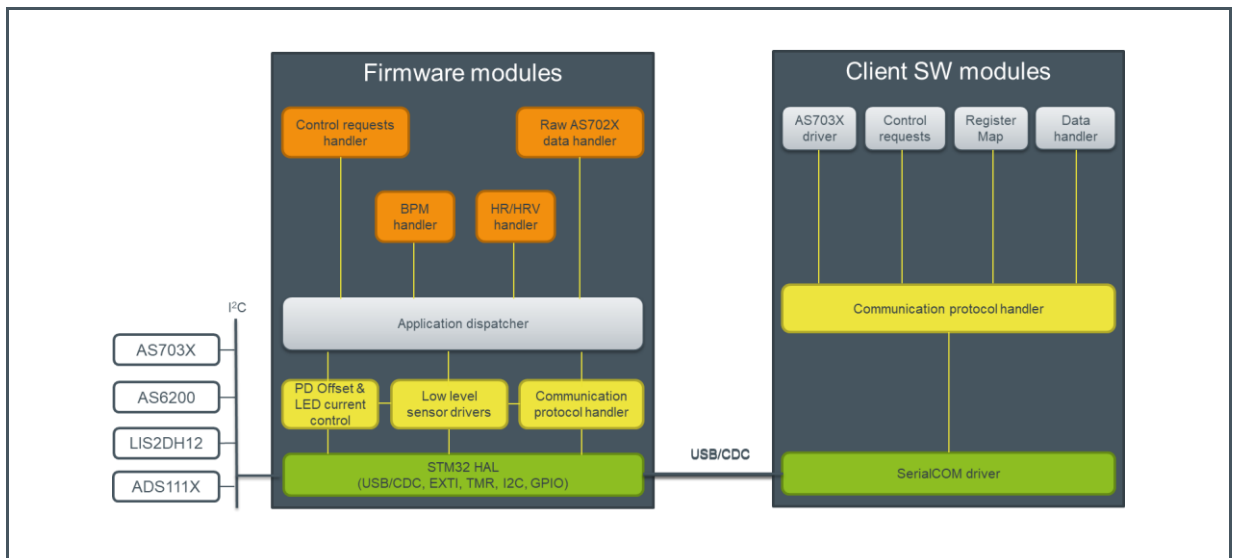 Firmware modules
Control requests
handler
Raw AS702X
data handler
BPM
handler
HR/HRV
handler
Application dispatcher
PD Offset &
LED current
control
Low level
sensor drivers
Communication
protocol handler
STM32 HAL
(USB/CDC, EXTI, TMR, I2C, GPIO)
I²C
AS703X
AS6200
LIS2DH12
ADS111X
USB/CDC
Client SW modules
AS703X
driver
Control
requests
Register
Map
Data
handler
Communication protocol handler
SerialCOM driver